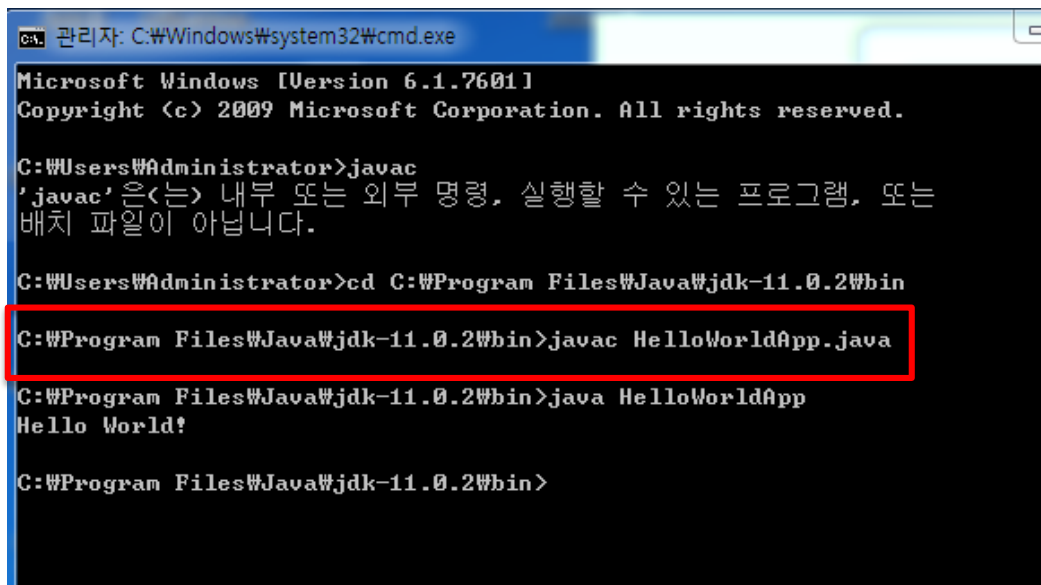 관리자: C:₩Windows₩system32₩cmd.exe
Microsoft Windows [Version 6.1.7601]
Copyright (c) 2009 Microsoft Corporation. All rights reserved.
C:₩Users₩Administrator>javac
'javac'은(는) 내부 또는 외부 명령, 실행할 수 있는 프로그램, 또는
배치 파일이 아닙니다.
C:₩Users₩Administrator>cd C:₩Program Files₩Java₩jdk-11.0.2₩bin
C:₩Program Files₩Java₩jdk-11.0.2₩bin>javac HelloWorldApp.java
C:₩Program Files₩Java₩jdk-11.0.2₩bin>java HelloWorldApp
Hello World!
C:₩Program Files₩Java₩jdk-11.0.2₩bin>